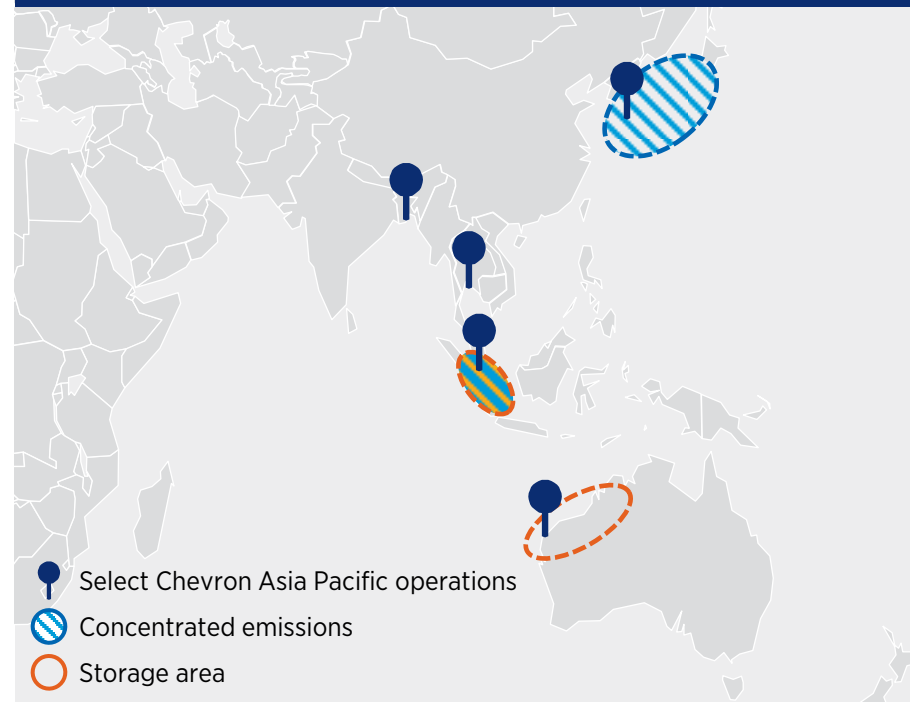 Select Chevron Asia Pacific operations
Concentrated emissions
Storage area